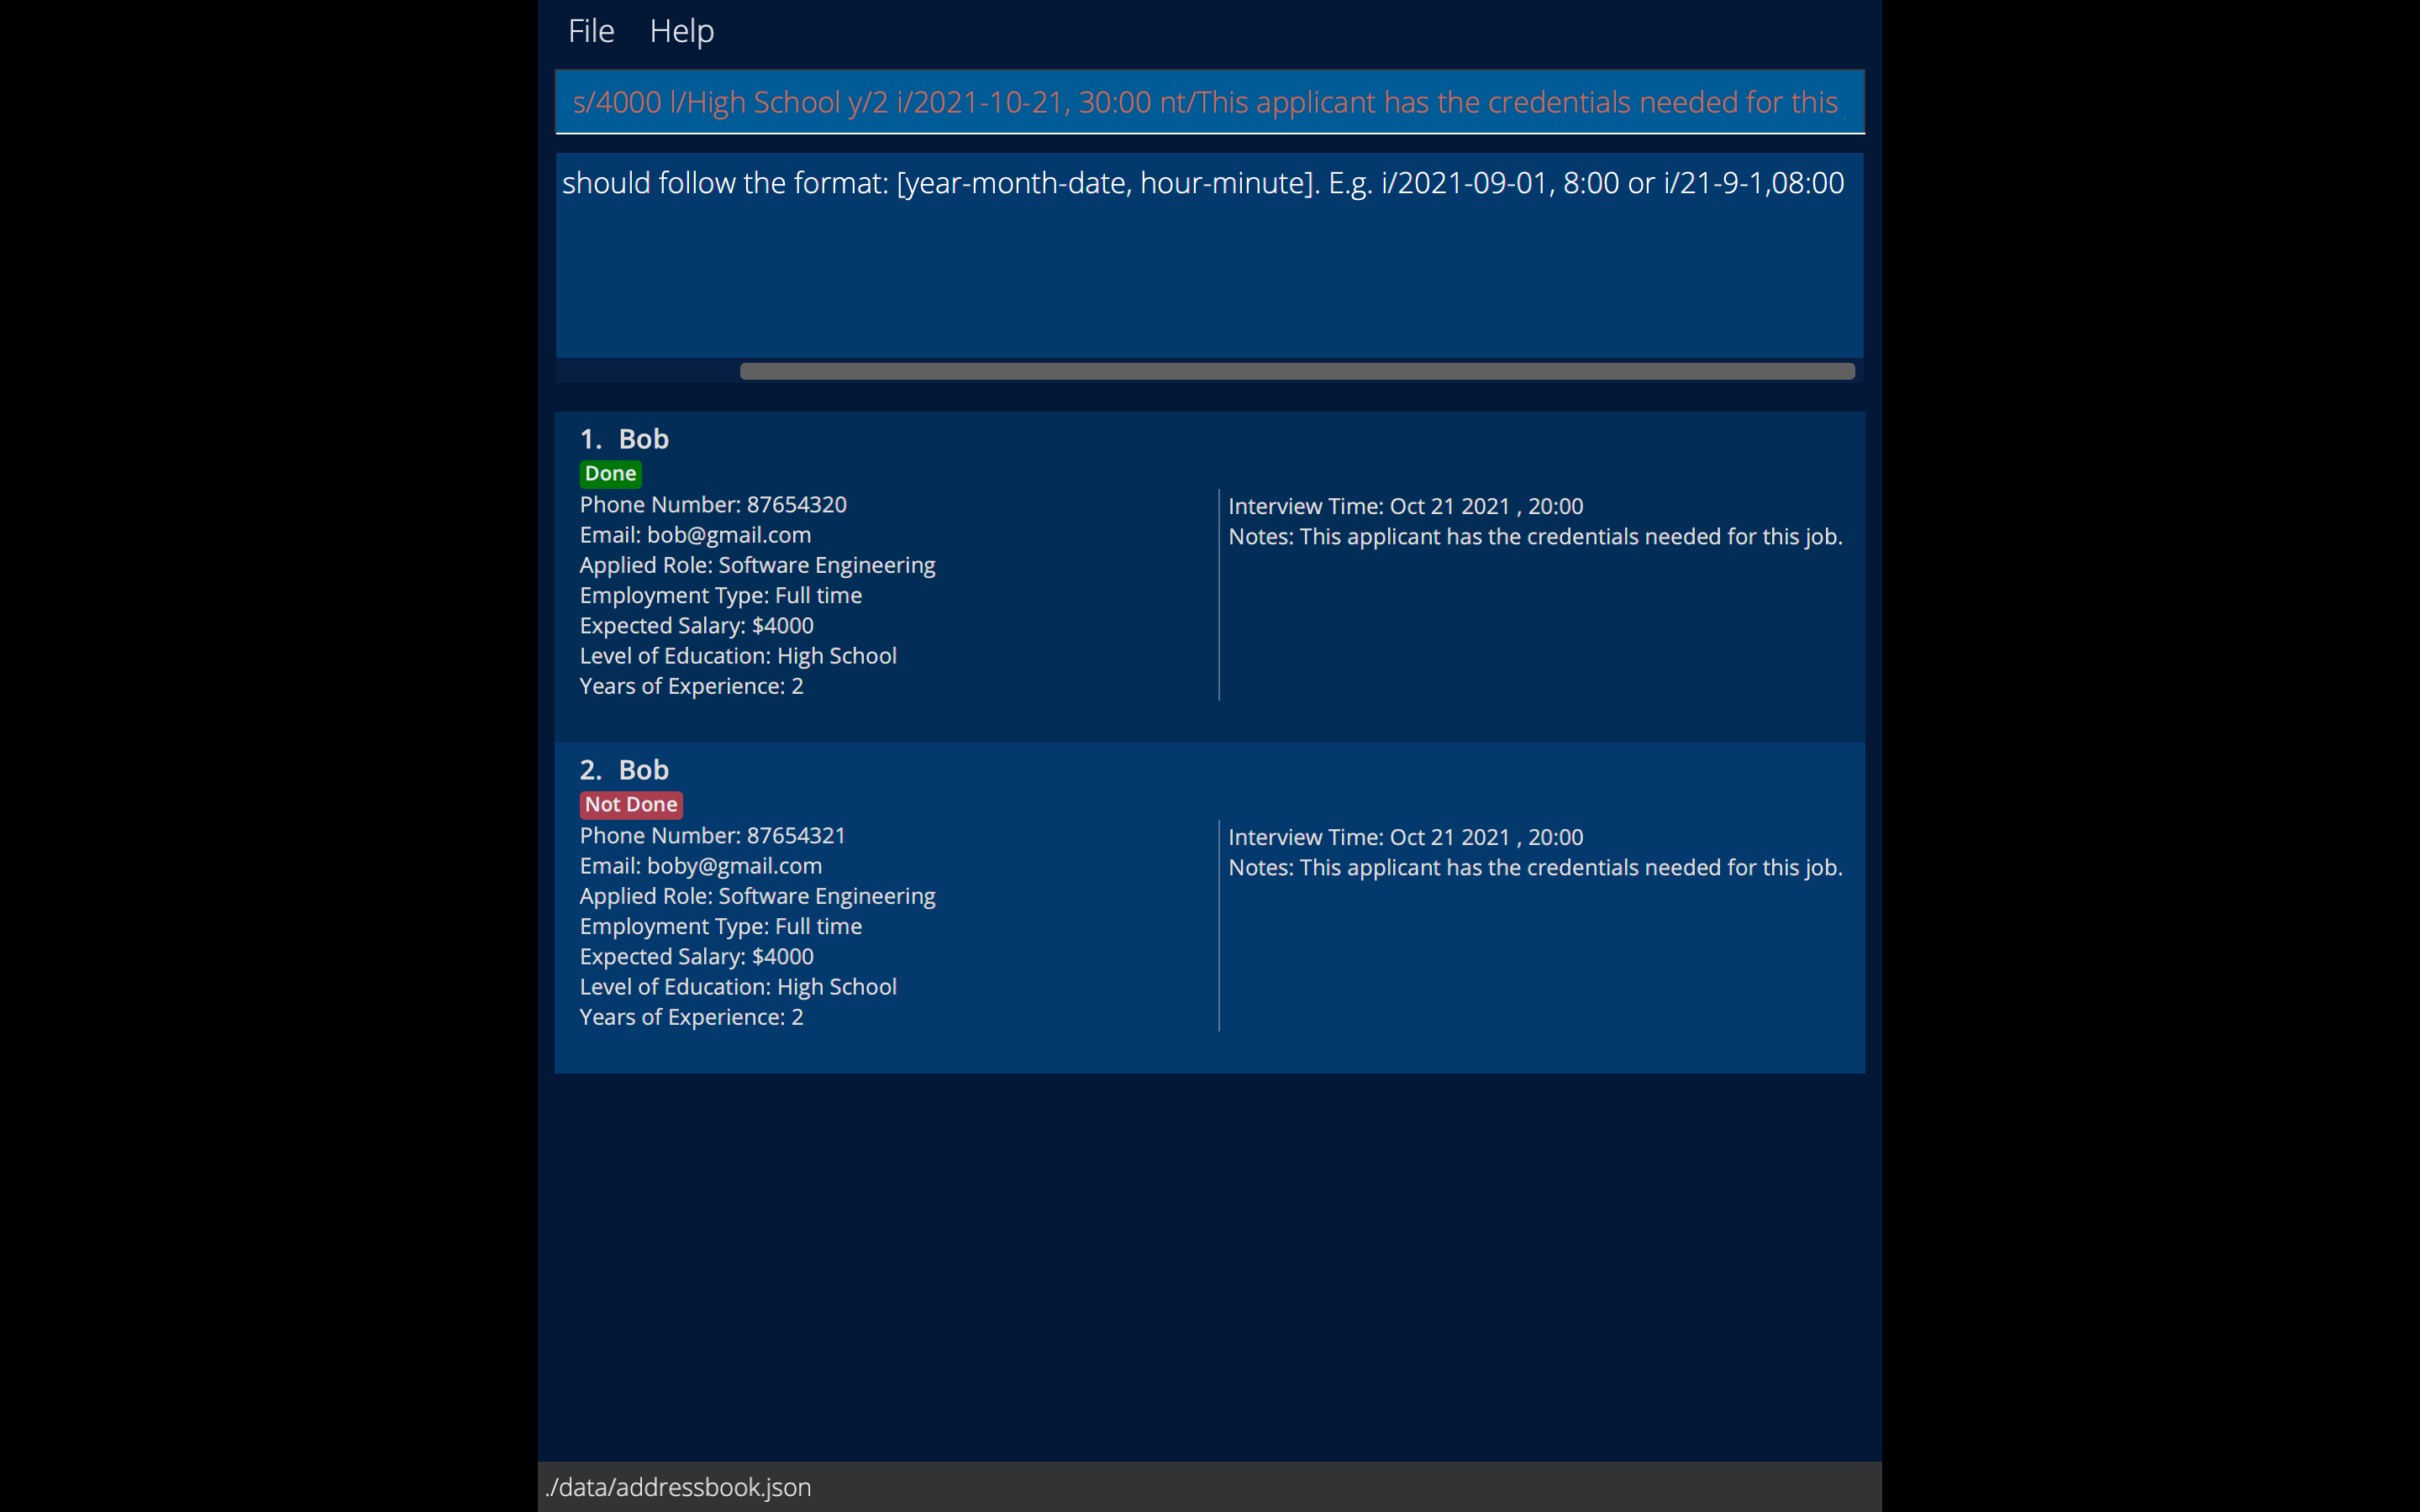 File Help
s/4000 l/High School y/2 i/2021-10-21, 30:00 nt/This applicant has the credentials needed for this
should follow the format: [year-month-date, hour-minute]. E.g. i/2021-09-01, 8:00 or i/21-9-1,08:00
1. Bob
Done
Phone Number: 87654320
Email: bob@gmail.com
Applied Role: Software Engineering
Employment Type: Full time
Expected Salary: $4000
Level of Education: High School
Years of Experience: 2
Interview Time: Oct 21 2021 , 20:00
Notes: This applicant has the credentials needed for this job.
2. Bob
Not Done
Phone Number: 87654321
Email: boby@gmail.com
Applied Role: Software Engineering
Employment Type: Full time
Expected Salary: $4000
Level of Education: High School
Years of Experience: 2
Interview Time: Oct 21 2021 , 20:00
Notes: This applicant has the credentials needed for this job.
./data/addressbook.json